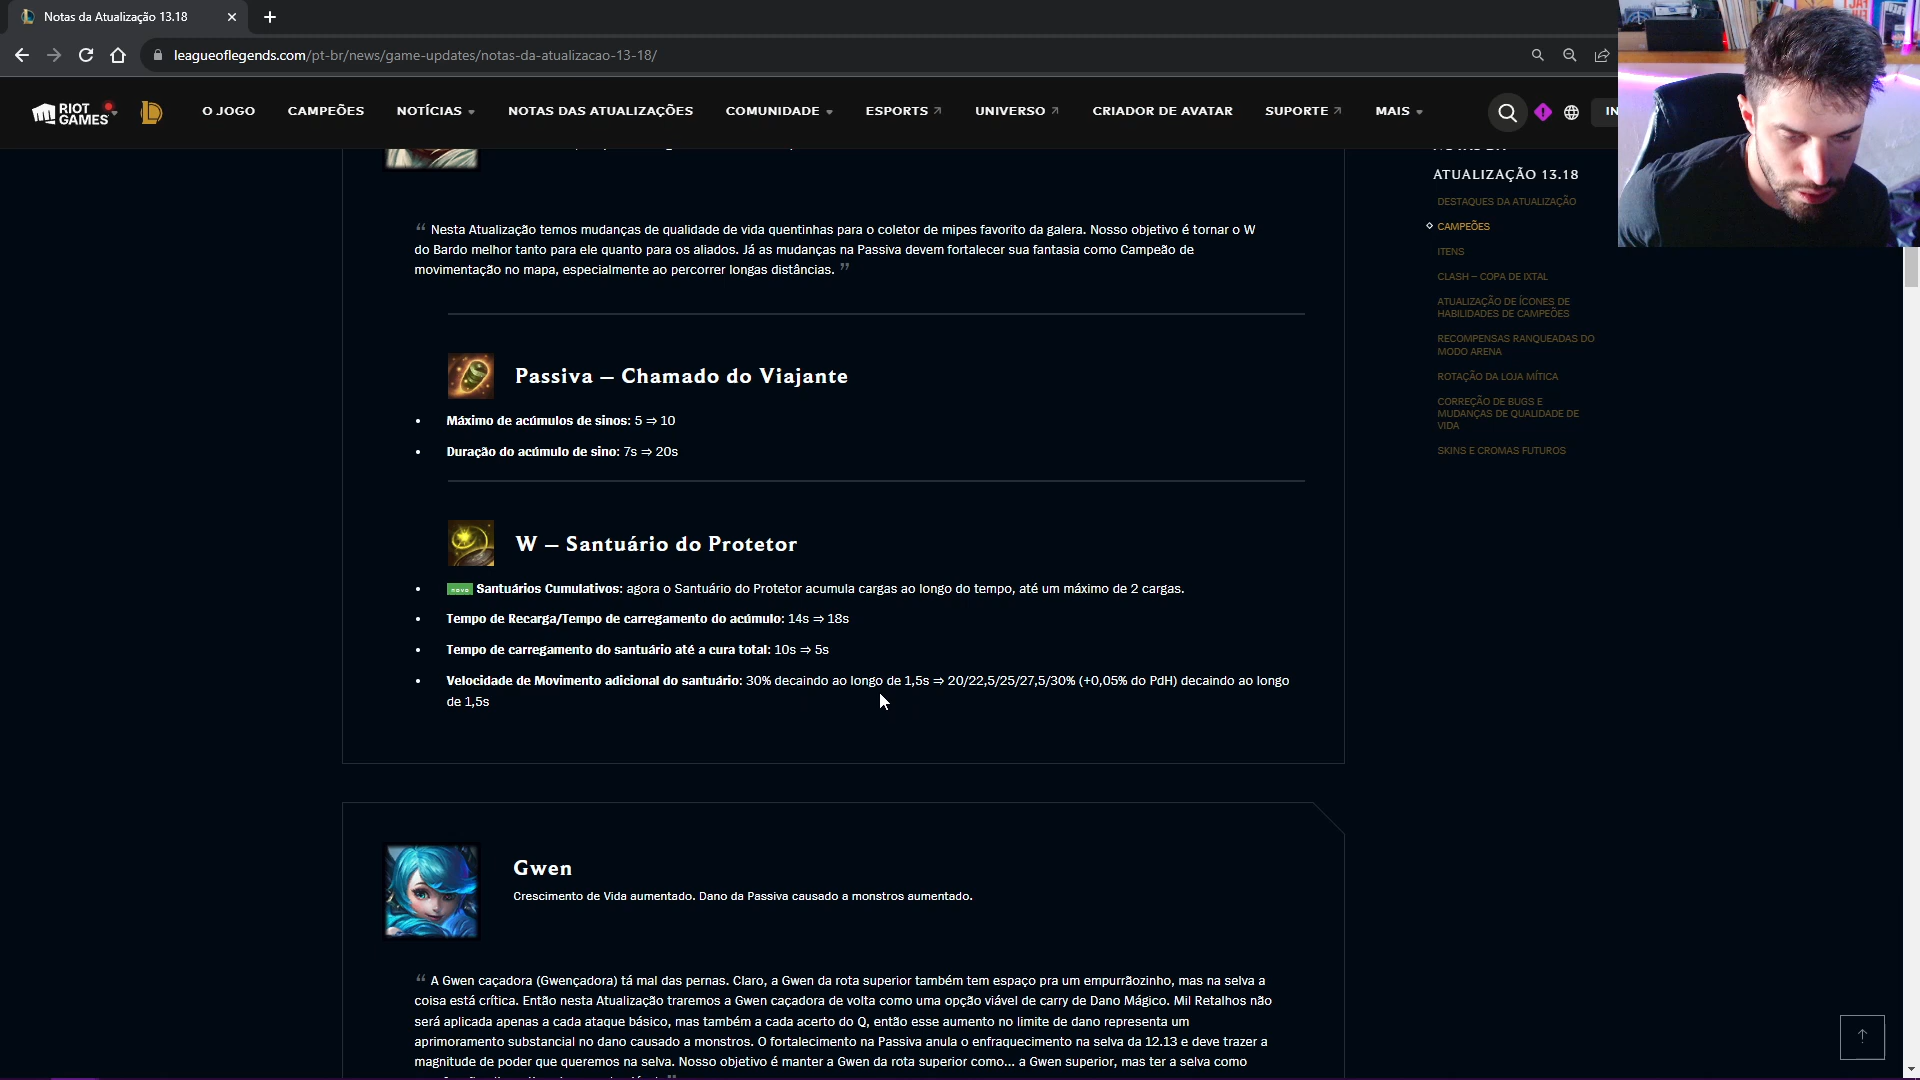 Notas da Atualização 13.18
leagueoflegends.com/pt-br/news/game-updates/notas-da-atualizacao-13-18/
RIOT GAMES
O JOGO
CAMPEÕES
NOTÍCIAS
NOTAS DAS ATUALIZAÇÕES
COMUNIDADE
ESPORTS
UNIVERSO
CRIADOR DE AVATAR
SUPORTE
MAIS
IN
“ Nesta Atualização temos mudanças de qualidade de vida quentinhas para o coletor de mipes favorito da galera. Nosso objetivo é tornar o W
do Bardo melhor tanto para ele quanto para os aliados. Já as mudanças na Passiva devem fortalecer sua fantasia como Campeão de
movimentação no mapa, especialmente ao percorrer longas distâncias. ”
Passiva – Chamado do Viajante
• Máximo de acúmulos de sinos: 5 ⇒ 10
• Duração do acúmulo de sino: 7s ⇒ 20s
W – Santuário do Protetor
• novo Santuários Cumulativos: agora o Santuário do Protetor acumula cargas ao longo do tempo, até um máximo de 2 cargas.
• Tempo de Recarga/Tempo de carregamento do acúmulo: 14s ⇒ 18s
• Tempo de carregamento do santuário até a cura total: 10s ⇒ 5s
• Velocidade de Movimento adicional do santuário: 30% decaindo ao longo de 1,5s ⇒ 20/22,5/25/27,5/30% (+0,05% do PdH) decaindo ao longo
de 1,5s
Gwen
Crescimento de Vida aumentado. Dano da Passiva causado a monstros aumentado.
“ A Gwen caçadora (Gwençadora) tá mal das pernas. Claro, a Gwen da rota superior também tem espaço pra um empurrãozinho, mas na selva a
coisa está crítica. Então nesta Atualização traremos a Gwen caçadora de volta como uma opção viável de carry de Dano Mágico. Mil Retalhos não
será aplicada apenas a cada ataque básico, mas também a cada acerto do Q, então esse aumento no limite de dano representa um
aprimoramento substancial no dano causado a monstros. O fortalecimento na Passiva anula o enfraquecimento na selva da 12.13 e deve trazer a
magnitude de poder que queremos na selva. Nosso objetivo é manter a Gwen da rota superior como... a Gwen superior, mas ter a selva como
ATUALIZAÇÃO 13.18
DESTAQUES DA ATUALIZAÇÃO
CAMPEÕES
ITENS
CLASH – COPA DE IXTAL
ATUALIZAÇÃO DE ÍCONES DE
HABILIDADES DE CAMPEÕES
RECOMPENSAS RANQUEADAS DO
MODO ARENA
ROTAÇÃO DA LOJA MÍTICA
CORREÇÃO DE BUGS E
MUDANÇAS DE QUALIDADE DE
VIDA
SKINS E CROMAS FUTUROS